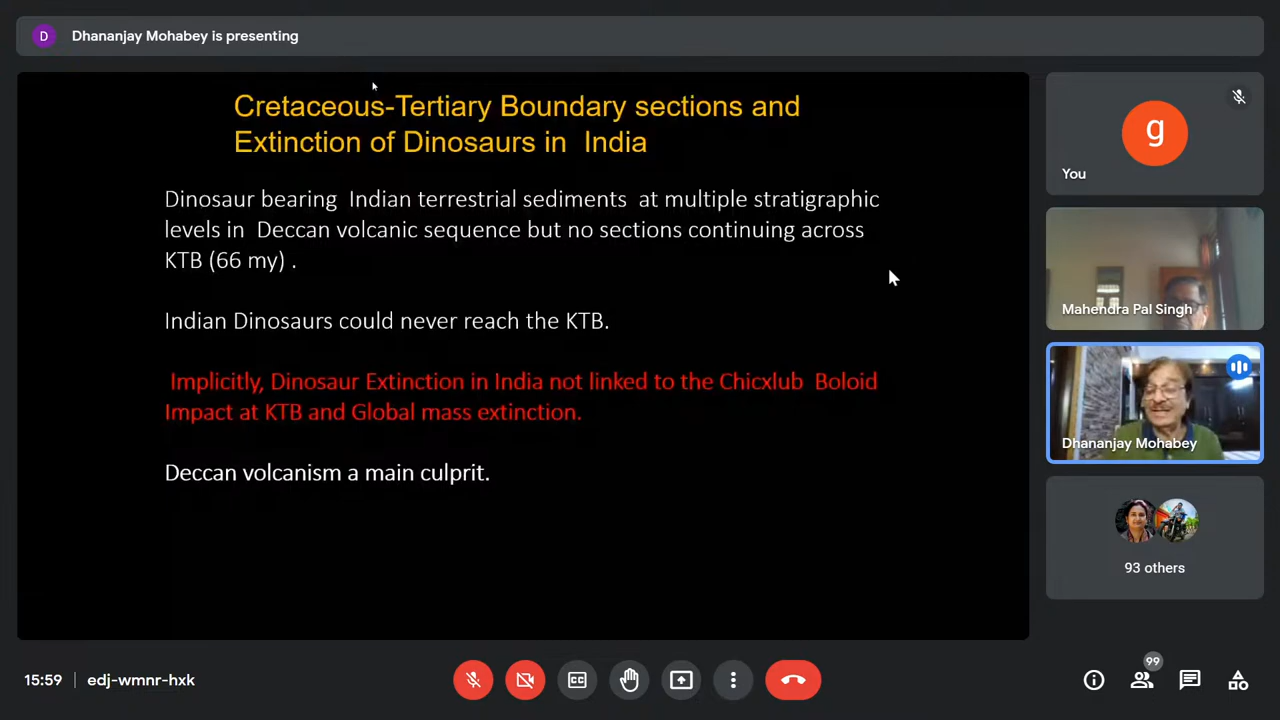 D Dhananjay Mohabey is presenting
Cretaceous-Tertiary Boundary sections and
Extinction of Dinosaurs in India
Dinosaur bearing Indian terrestrial sediments at multiple stratigraphic
levels in Deccan volcanic sequence but no sections continuing across
KTB (66 my) .
Indian Dinosaurs could never reach the KTB.
Implicitly, Dinosaur Extinction in India not linked to the Chicxlub Boloid
Impact at KTB and Global mass extinction.
Deccan volcanism a main culprit.
g
You
Mahendra Pal Singh
Dhananjay Mohabey
93 others
15:59 | edj-wmnr-hxk
CC
99